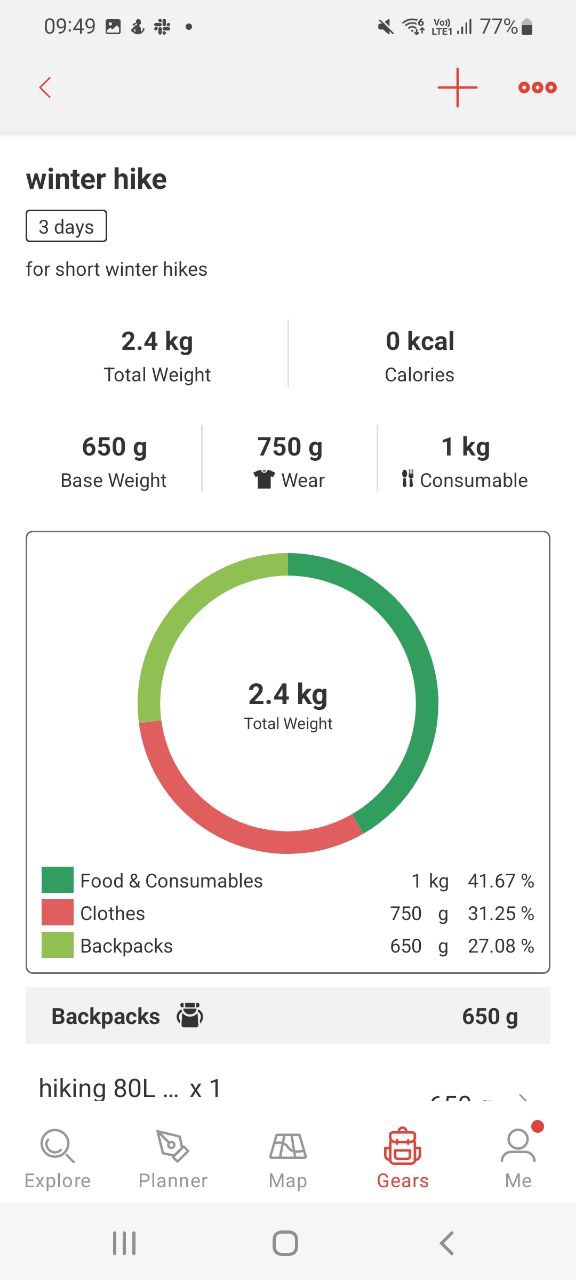 09:49 Vo)) LTE1 77%
winter hike
3 days
for short winter hikes
2.4 kg 0 kcal
Total Weight Calories
650 g 750 g 1 kg
Base Weight Wear Consumable
2.4 kg
Total Weight
Food & Consumables 1 kg 41.67 %
Clothes 750 g 31.25 %
Backpacks 650 g 27.08 %
Backpacks 650 g
hiking 80L ... x 1
Explore Planner Map Gears Me